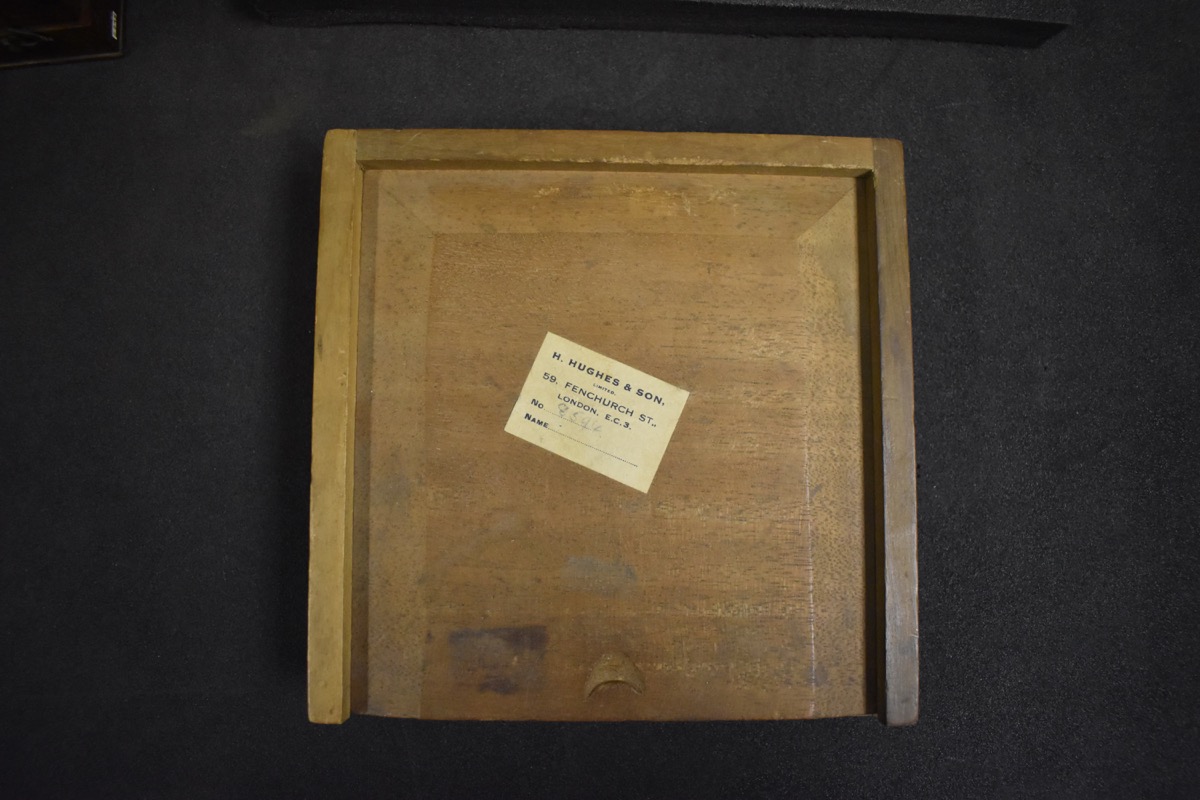 H. HUGHES & SON,
LIMITED.
59. FENCHURCH ST.,
LONDON, E.C.3.
No
NAME